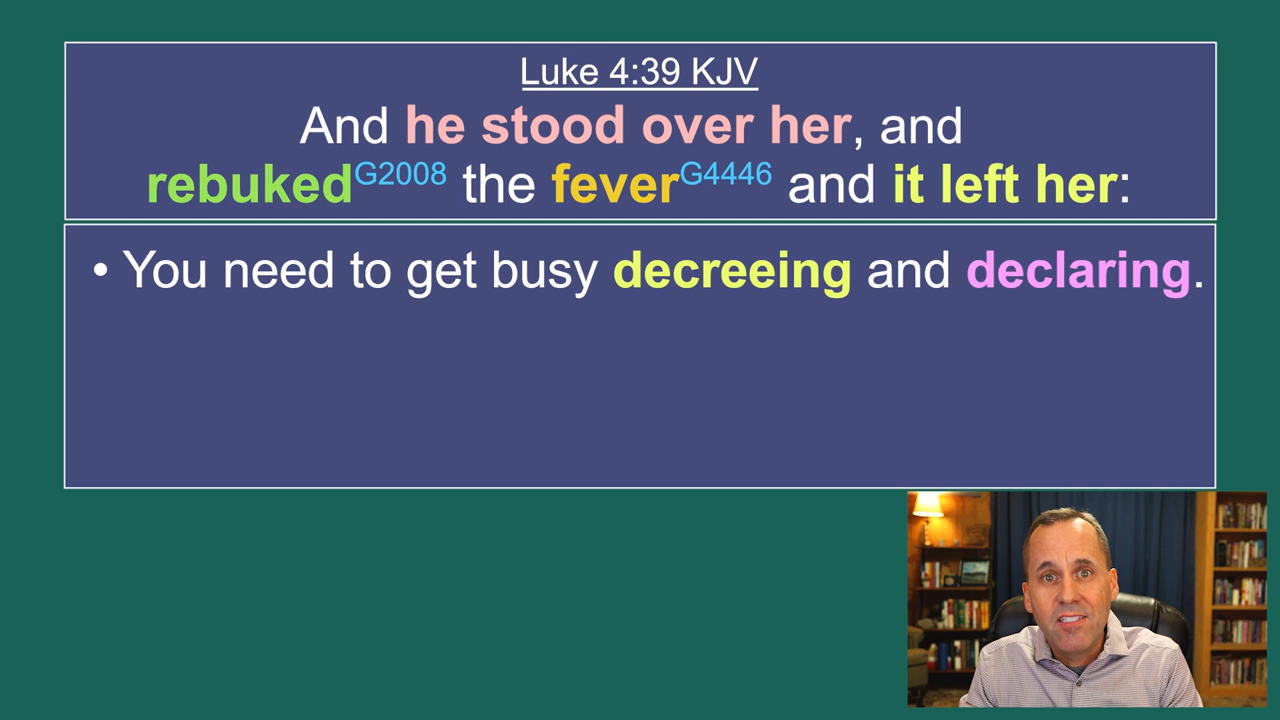 Luke 4:39 KJV
And he stood over her, and
rebukedG2008 the feverG4446 and it left her:
• You need to get busy decreeing and declaring.